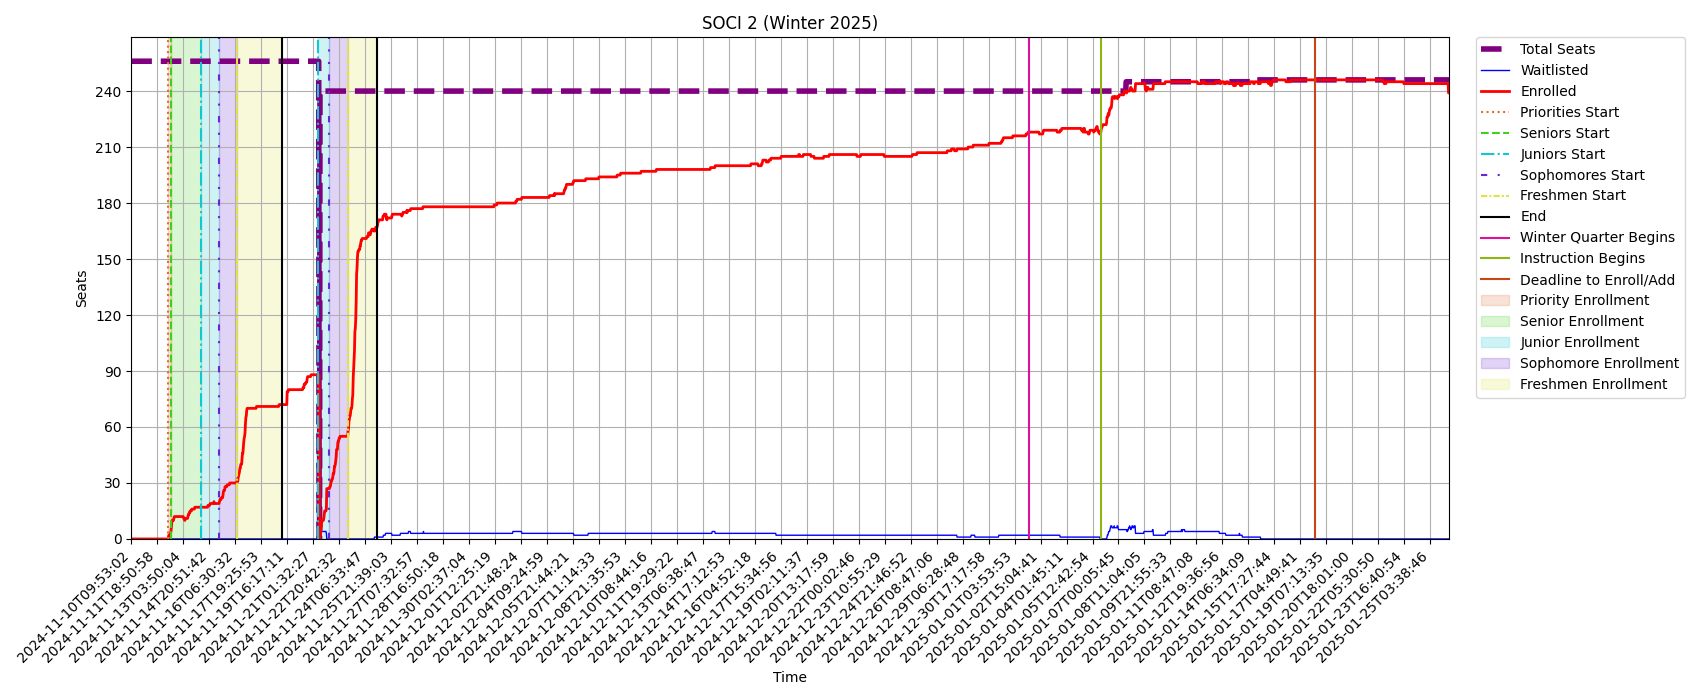 SOCI 2 (Winter 2025)
Seats
240
210
180
150
120
90
60
30
0
2024-11-10T09:53:02
2024-11-11T18:50:58
2024-11-13T03:50:04
2024-11-14T20:51:42
2024-11-16T06:30:32
2024-11-17T19:25:53
2024-11-19T16:17:11
2024-11-21T01:32:27
2024-11-22T20:42:32
2024-11-24T06:33:47
2024-11-25T21:39:03
2024-11-27T07:32:57
2024-11-28T16:50:18
2024-11-30T02:37:04
2024-12-01T12:25:19
2024-12-02T21:48:24
2024-12-04T09:24:59
2024-12-05T21:44:21
2024-12-07T11:14:33
2024-12-08T21:35:53
2024-12-10T08:44:16
2024-12-11T19:29:22
2024-12-13T06:38:47
2024-12-14T17:12:53
2024-12-16T04:52:18
2024-12-17T15:34:56
2024-12-19T02:11:37
2024-12-20T13:17:59
2024-12-22T00:02:46
2024-12-23T10:55:29
2024-12-24T21:46:52
2024-12-26T08:47:06
2024-12-29T06:28:48
2024-12-30T17:17:58
2025-01-01T03:53:53
2025-01-02T15:04:41
2025-01-04T01:45:11
2025-01-05T12:42:54
2025-01-07T00:05:45
2025-01-08T11:04:05
2025-01-09T21:55:33
2025-01-11T08:47:08
2025-01-12T19:36:56
2025-01-14T06:34:09
2025-01-15T17:27:44
2025-01-17T04:49:41
2025-01-19T07:13:35
2025-01-20T18:01:00
2025-01-22T05:30:50
2025-01-23T16:40:54
2025-01-25T03:38:46
Time
Total Seats
Waitlisted
Enrolled
Priorities Start
Seniors Start
Juniors Start
Sophomores Start
Freshmen Start
End
Winter Quarter Begins
Instruction Begins
Deadline to Enroll/Add
Priority Enrollment
Senior Enrollment
Junior Enrollment
Sophomore Enrollment
Freshmen Enrollment